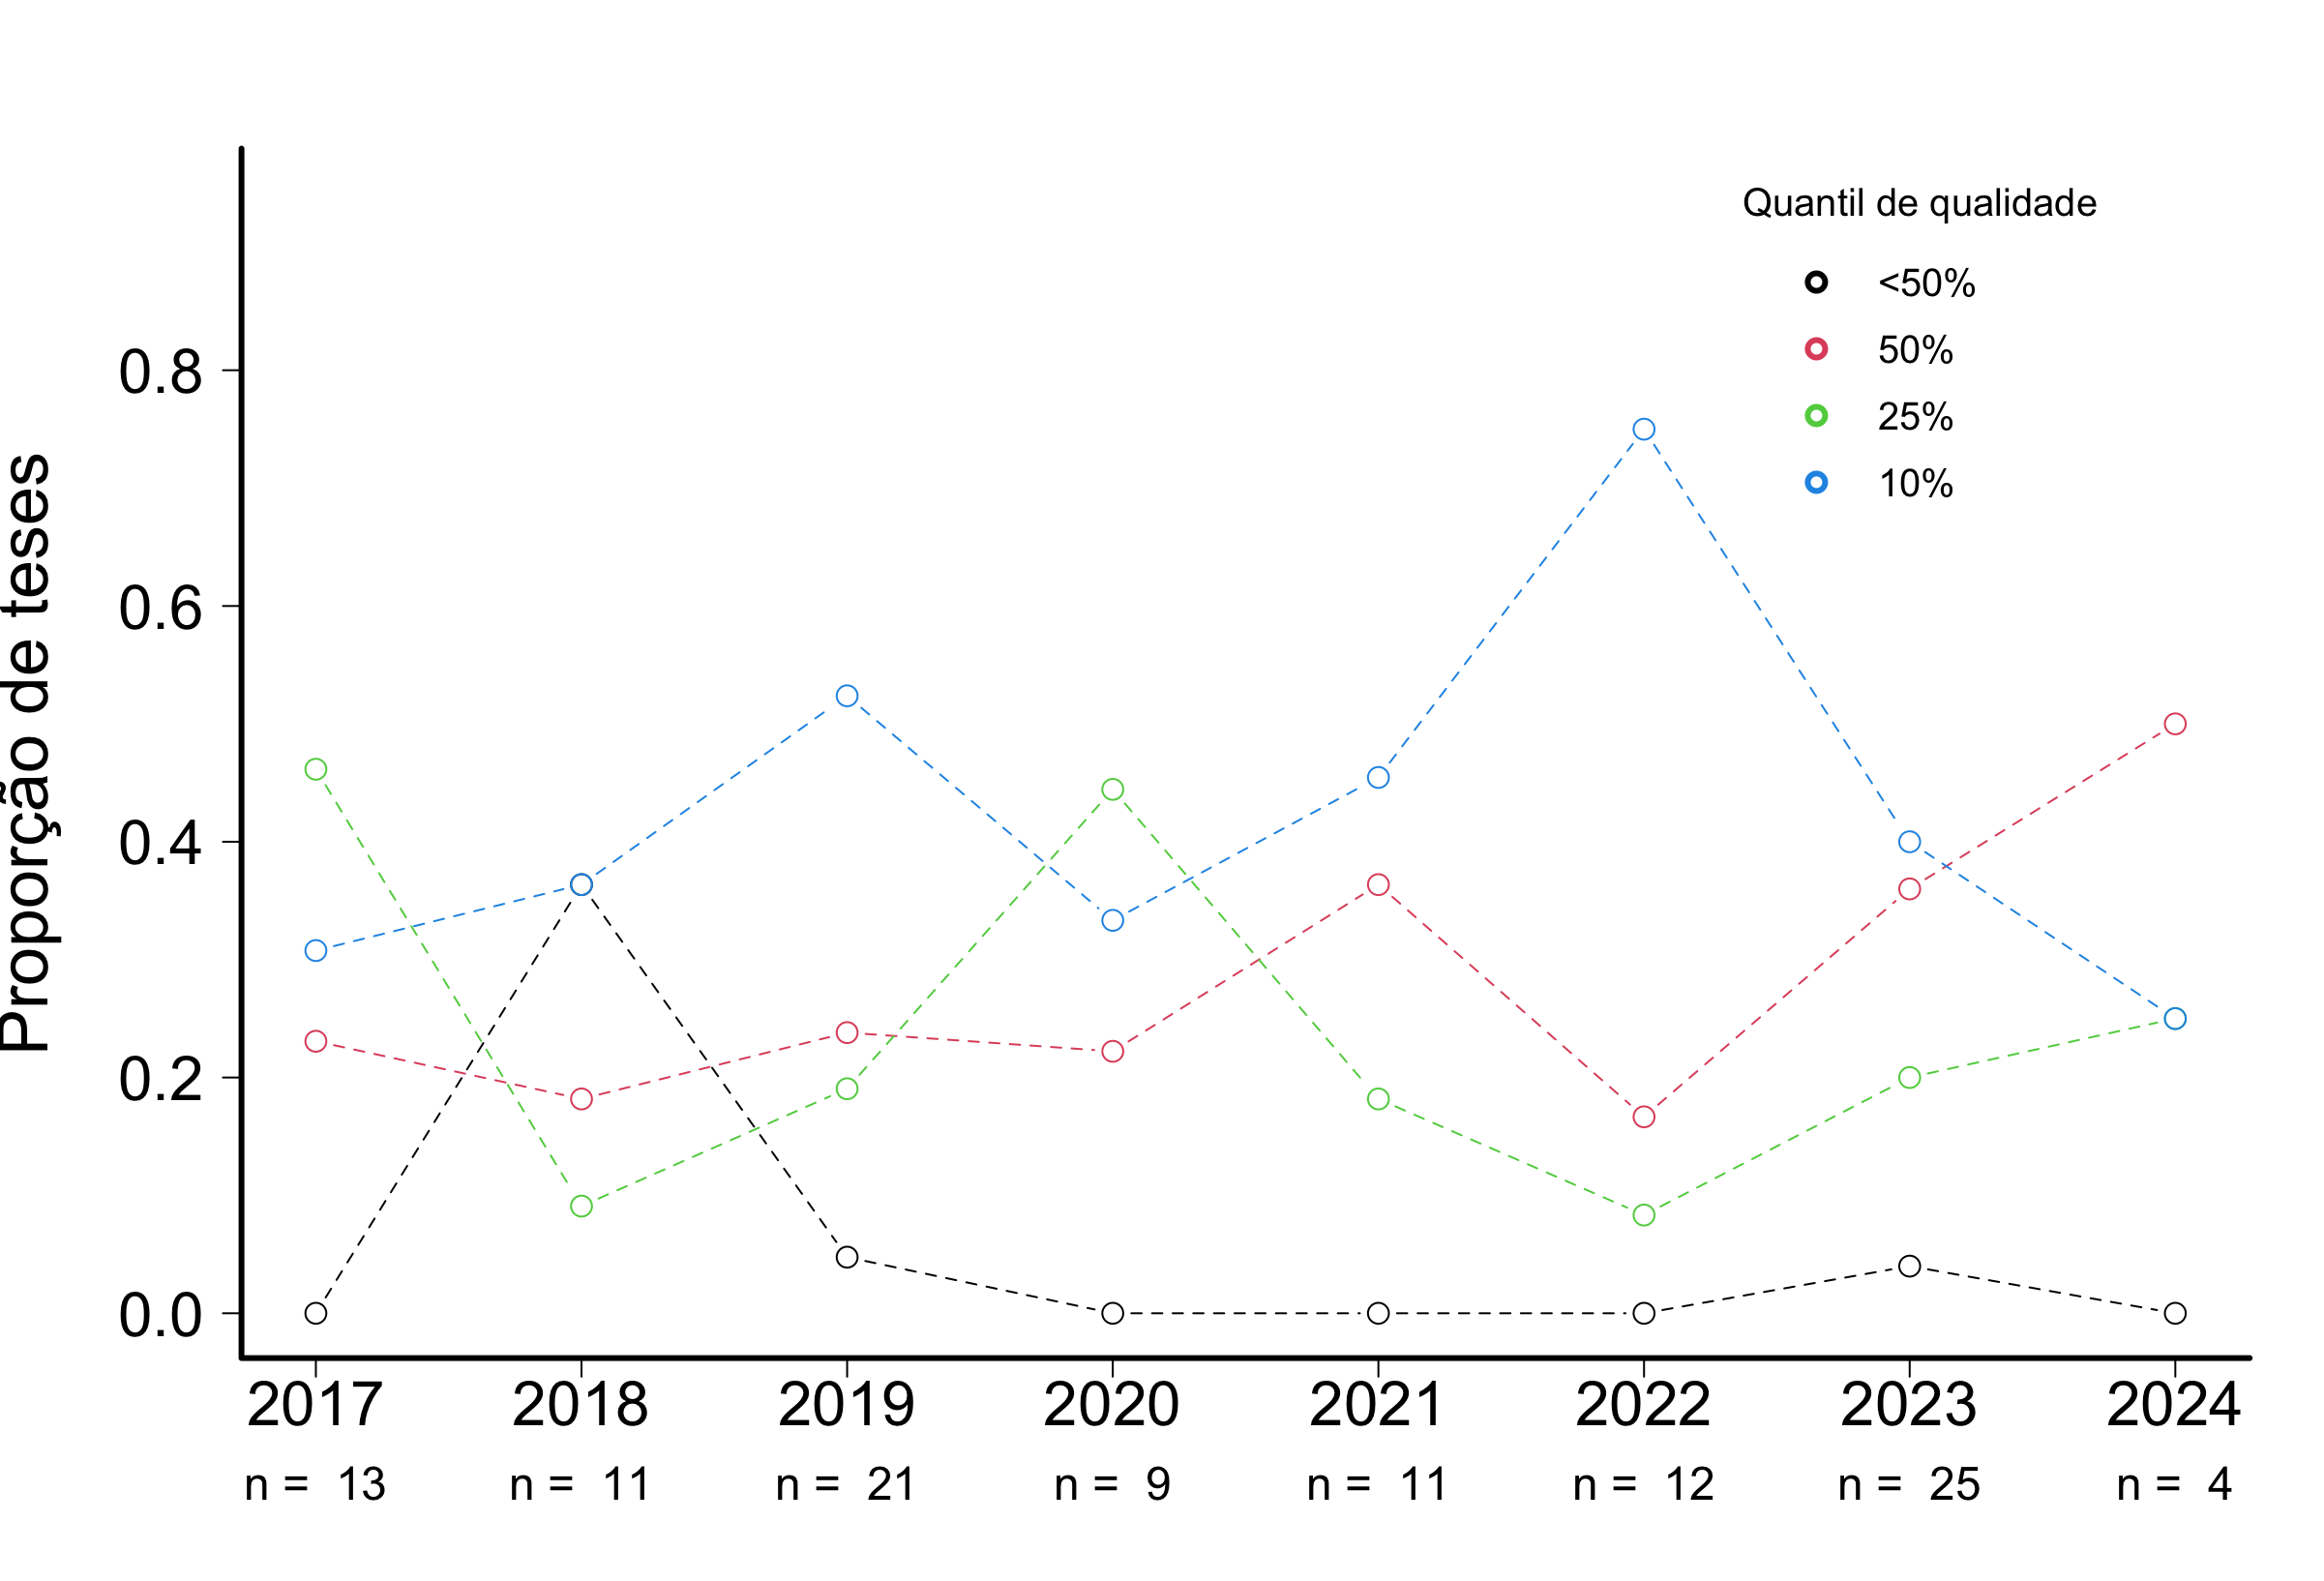 Quantil de qualidade
<50%
50%
25%
10%
Proporção de teses
0.8
0.6
0.4
0.2
0.0
2017 2018 2019 2020 2021 2022 2023 2024
n = 13 n = 11 n = 21 n = 9 n = 11 n = 12 n = 25 n = 4